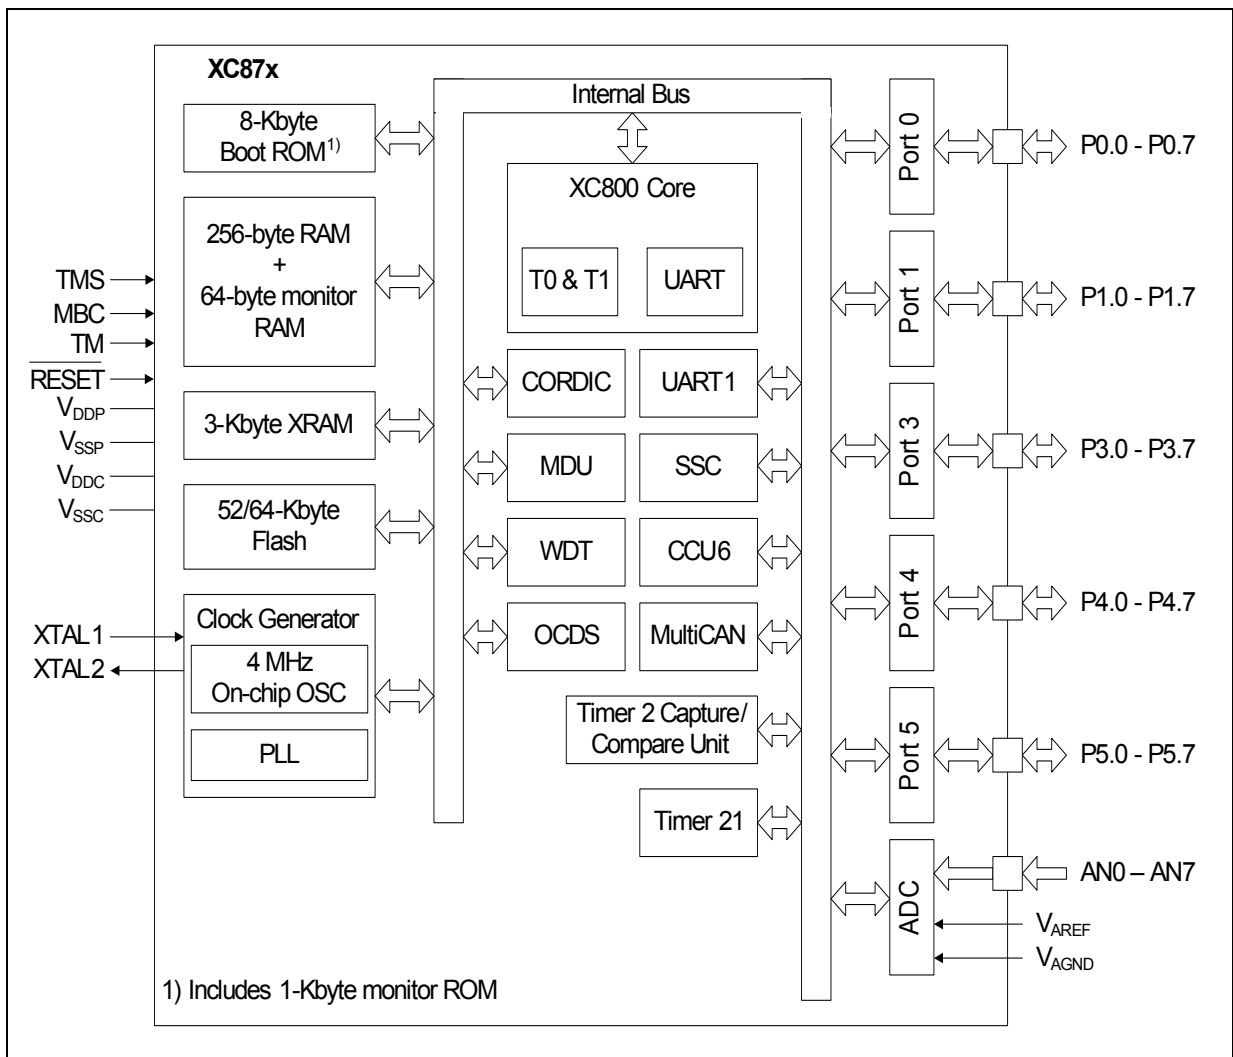 XC87x
Internal Bus
8-Kbyte
Boot ROM1)
256-byte RAM
+
64-byte monitor
RAM
3-Kbyte XRAM
52/64-Kbyte
Flash
Clock Generator
4 MHz
On-chip OSC
PLL
TMS
MBC
TM
RESET
VDDP
VSSP
VDDC
VSSC
XTAL1
XTAL2
XC800 Core
T0 & T1
UART
CORDIC
UART1
MDU
SSC
WDT
CCU6
OCDS
MultiCAN
Timer 2 Capture/
Compare Unit
Timer 21
Port 0
P0.0 - P0.7
Port 1
P1.0 - P1.7
Port 3
P3.0 - P3.7
Port 4
P4.0 - P4.7
Port 5
P5.0 - P5.7
ADC
AN0 – AN7
VAREF
VAGND
1) Includes 1-Kbyte monitor ROM